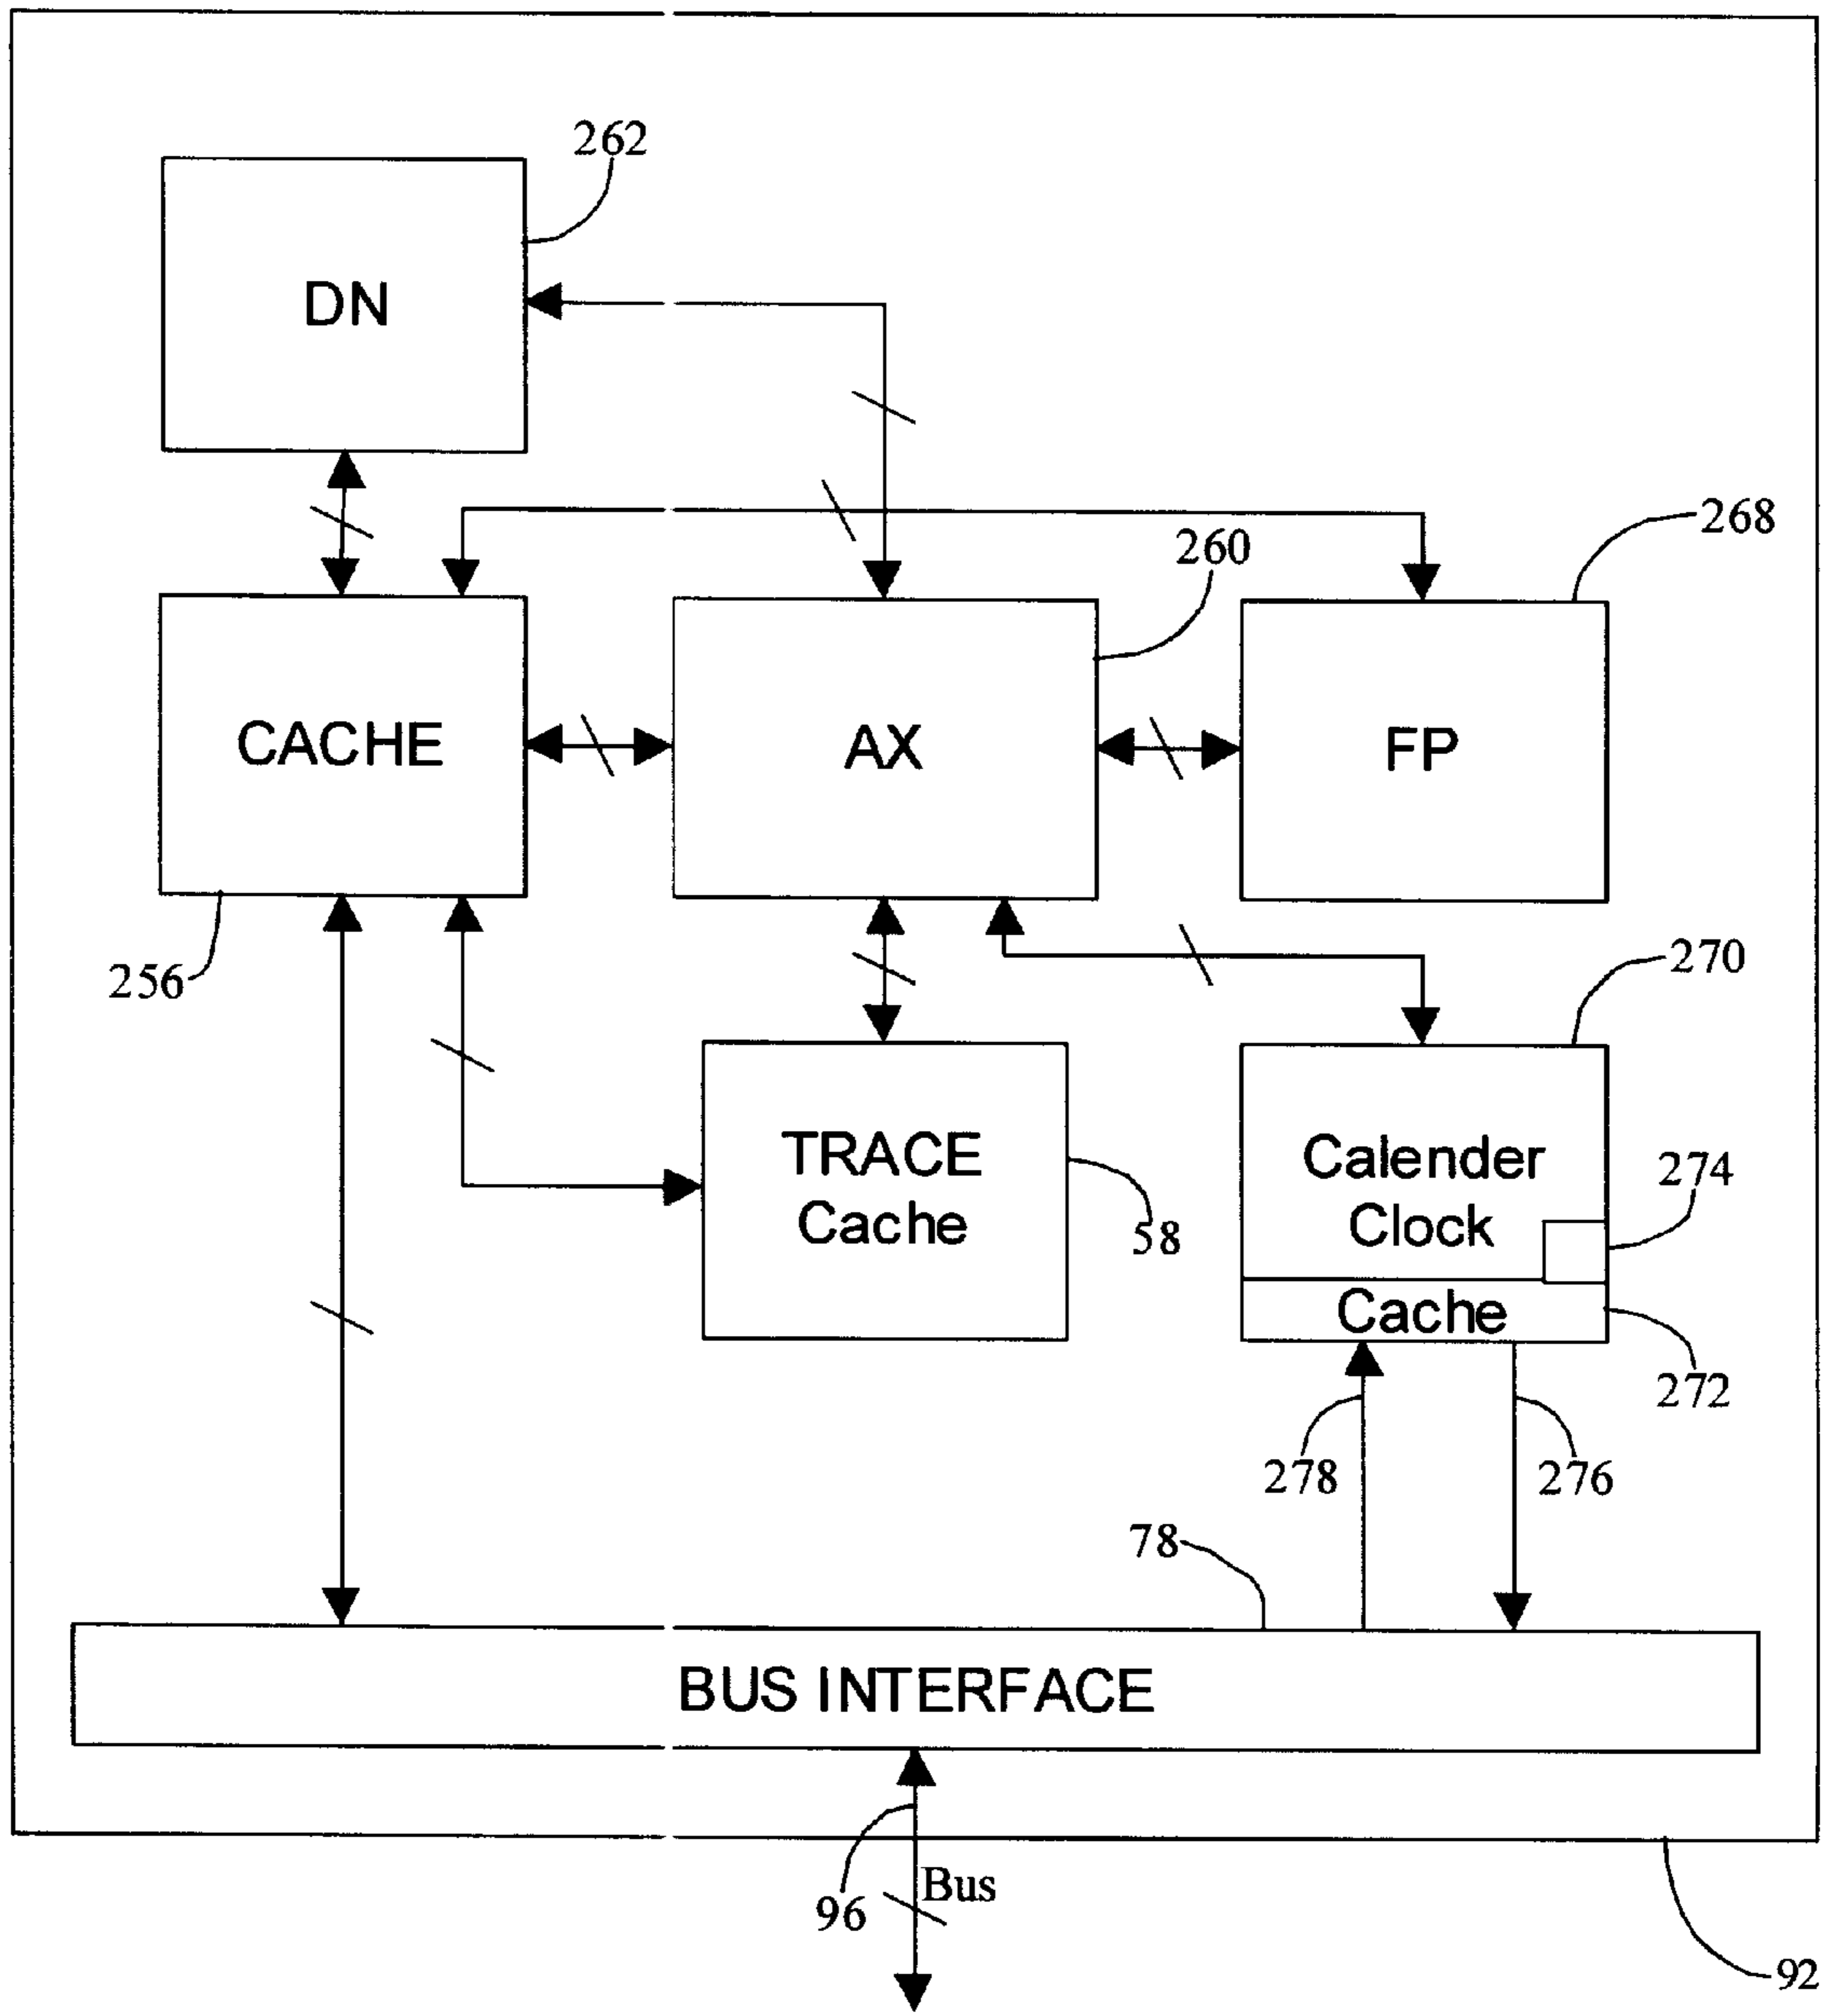 262
DN
268
260
CACHE
AX
FP
256
270
TRACE
Cache
58
Calender
Clock
274
Cache
272
278
276
78
BUS INTERFACE
96
Bus
92